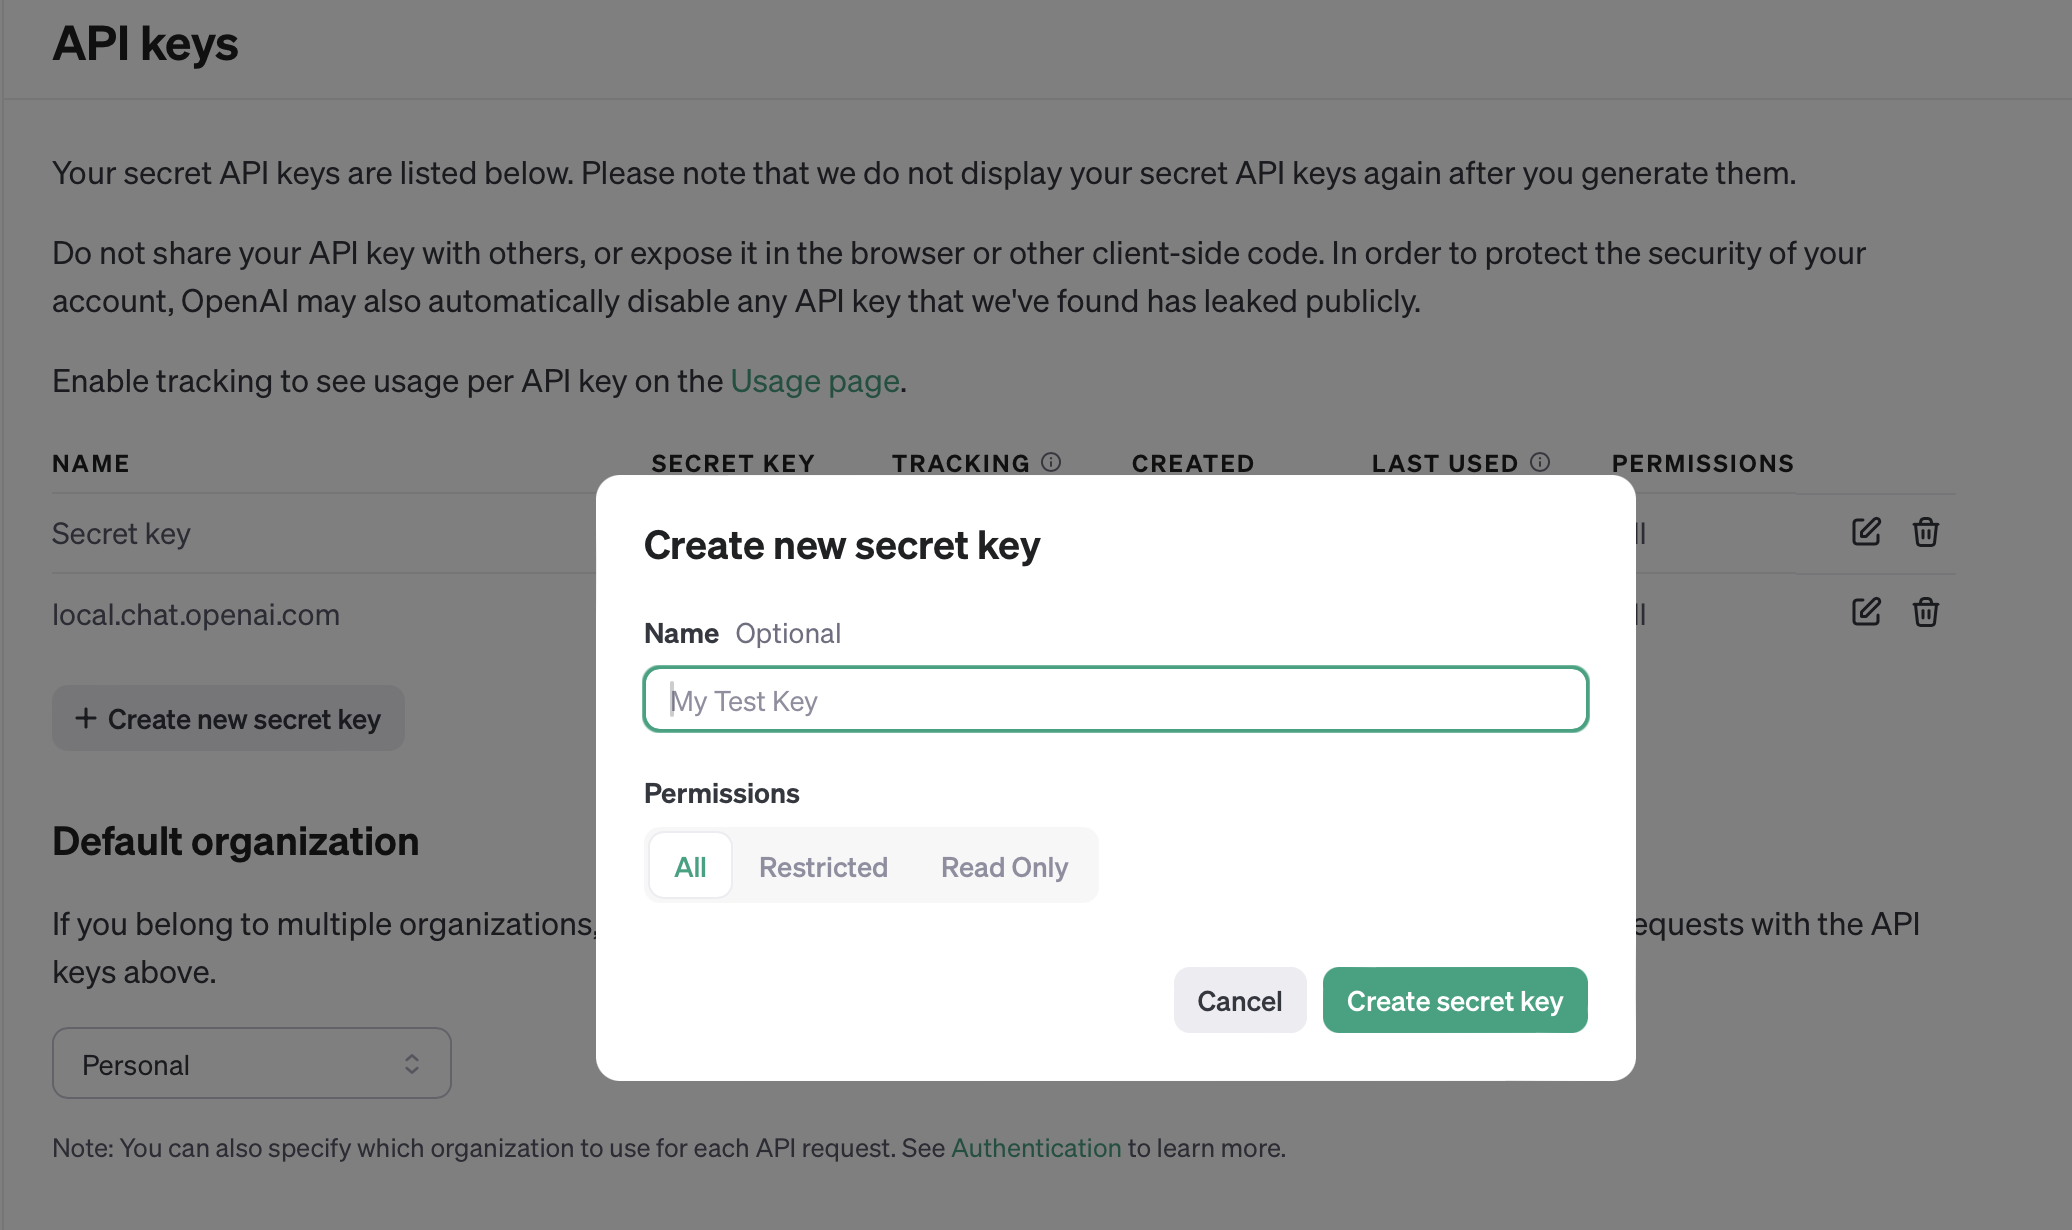 API keys
Your secret API keys are listed below. Please note that we do not display your secret API keys again after you generate them.
Do not share your API key with others, or expose it in the browser or other client-side code. In order to protect the security of your
account, OpenAI may also automatically disable any API key that we've found has leaked publicly.
Enable tracking to see usage per API key on the Usage page.
NAME SECRET KEY TRACKING CREATED LAST USED PERMISSIONS
Secret key
local.chat.openai.com
+ Create new secret key
Default organization
If you belong to multiple organizations, equests with the API
keys above.
Personal
Note: You can also specify which organization to use for each API request. See Authentication to learn more.
Create new secret key
Name Optional
My Test Key
Permissions
All Restricted Read Only
Cancel Create secret key